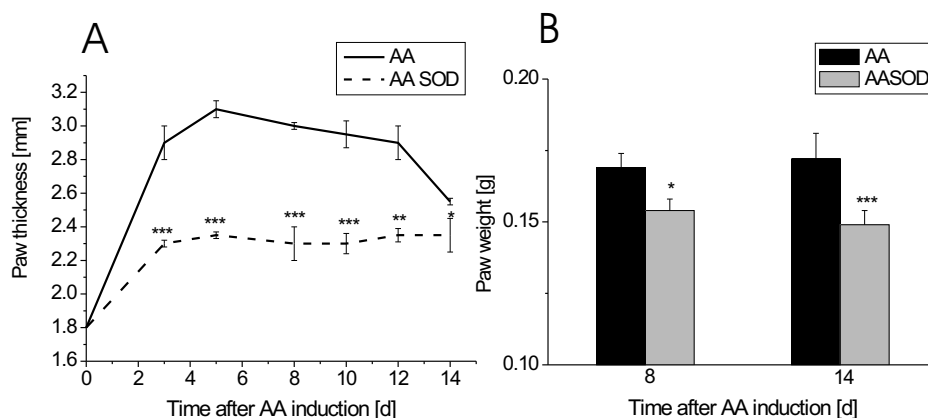 A
AA
AA SOD
Paw thickness [mm]
3.2
3.0
2.8
2.6
2.4
2.2
2.0
1.8
1.6
***
***
***
***
**
*
0 2 4 6 8 10 12 14
Time after AA induction [d]
B
AA
AASOD
Paw weight [g]
0.20
0.15
0.10
*
***
8 14
Time after AA induction [d]